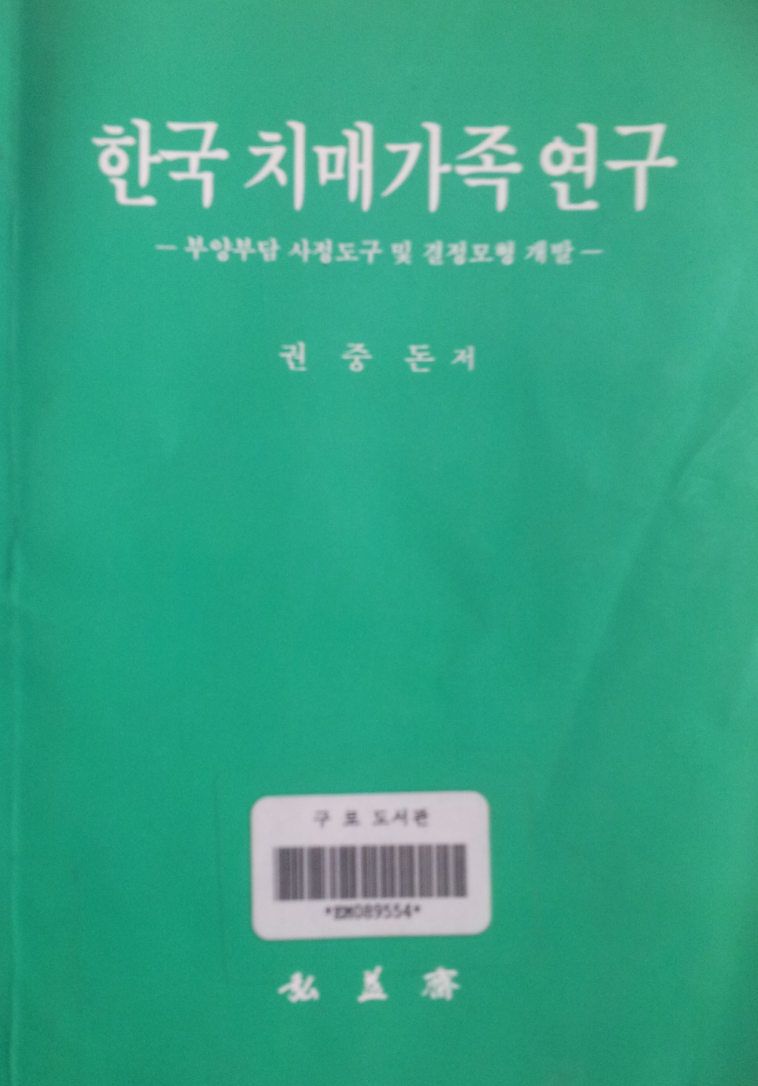 한국 치매가족 연구
— 부양부담 사정도구 및 결정모형 개발 —
권 중 돈 저
구 로 도서관
*EM089554*
弘益齋